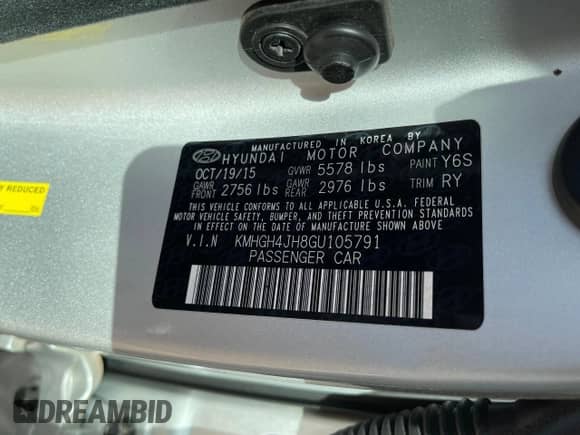 MANUFACTURED IN KOREA BY
HYUNDAI MOTOR COMPANY
OCT/19/15 GVWR 5578 lbs PAINT Y6S
GAWR FRONT 2756 lbs GAWR REAR 2976 lbs TRIM RY
THIS VEHICLE CONFORMS TO ALL APPLICABLE U.S.A. FEDERAL
MOTOR VEHICLE SAFETY, BUMPER, AND THEFT PREVENTION STANDARDS
IN EFFECT ON THE DATE OF MANUFACTURE SHOWN ABOVE.
V.I.N KMHGH4JH8GU105791
PASSENGER CAR
Y REDUCED
DREAMBID